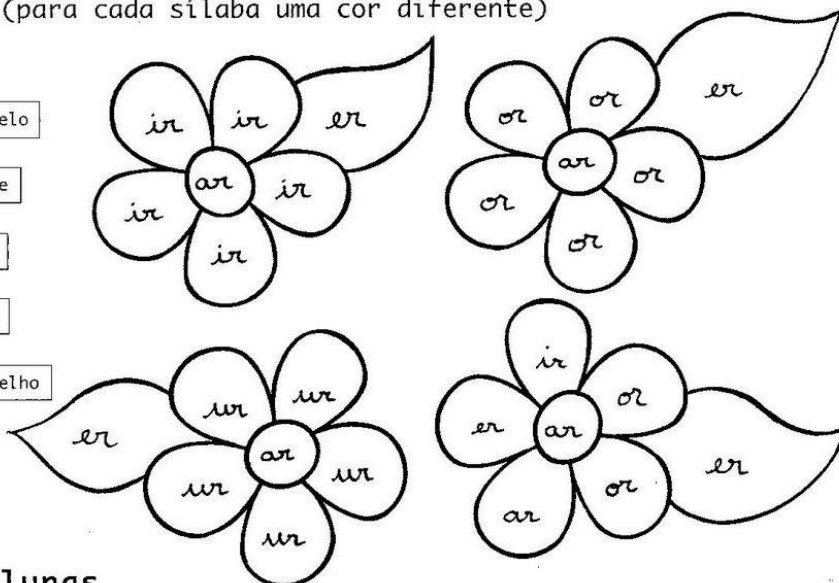 (para cada sílaba uma cor diferente)
elo
e
elho
ir ir er
ar
ir ir
ir
or or er
ar
or or
or
ur ur
er ar
ur ur
ur
ir
or
er ar
er
ar or
lunas